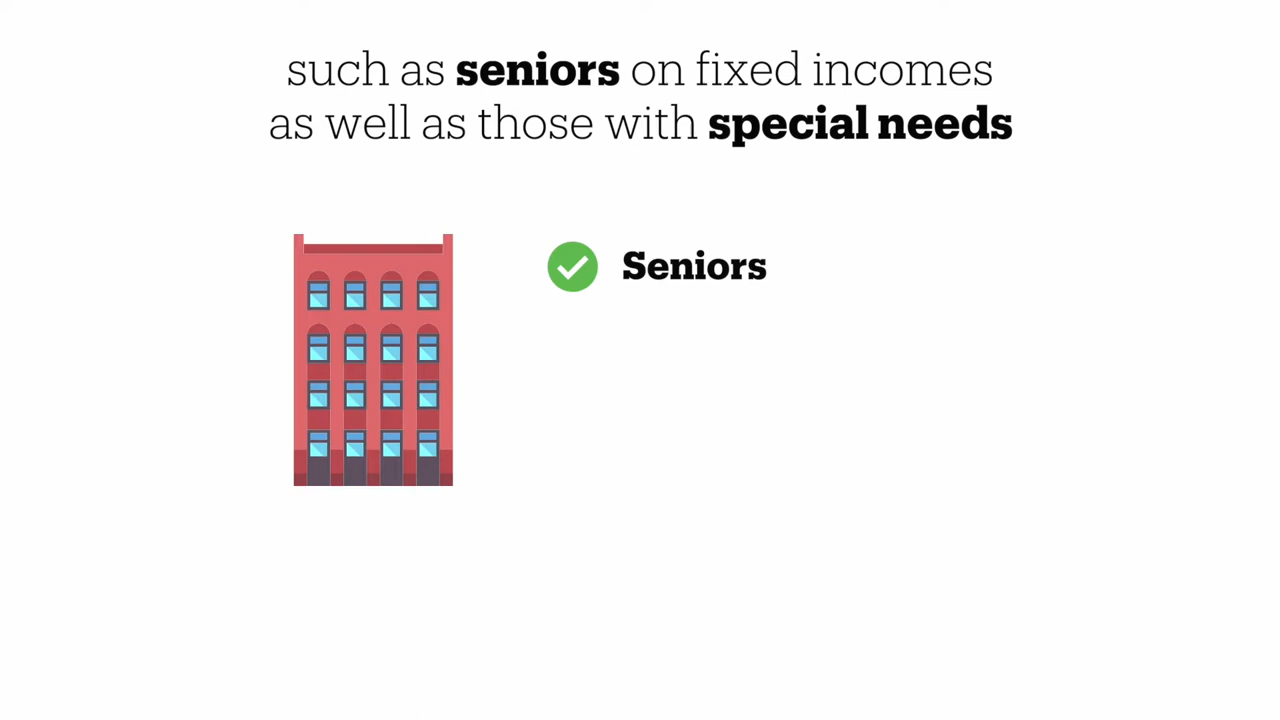 such as seniors on fixed incomes
as well as those with special needs
Seniors